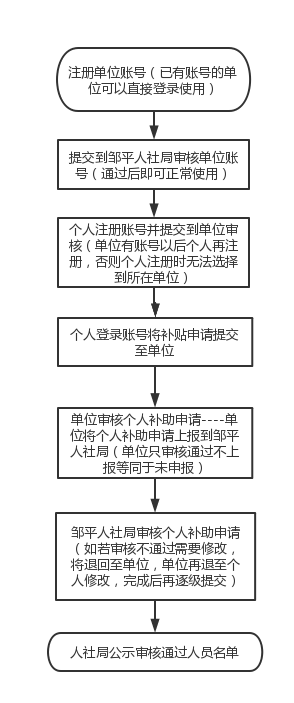 注册单位账号（已有账号的单
位可以直接登录使用）
提交到邹平人社局审核单位账
号（通过后即可正常使用）
个人注册账号并提交到单位审
核（单位有账号以后个人再注
册，否则个人注册时无法选择
到所在单位）
个人登录账号将补贴申请提交
至单位
单位审核个人补助申请----单
位将个人补助申请上报到邹平
人社局（单位只审核通过不上
报等同于未申报）
邹平人社局审核个人补助申请
（如若审核不通过需要修改，
将退回至单位，单位再退至个
人修改，完成后再逐级提交）
人社局公示审核通过人员名单